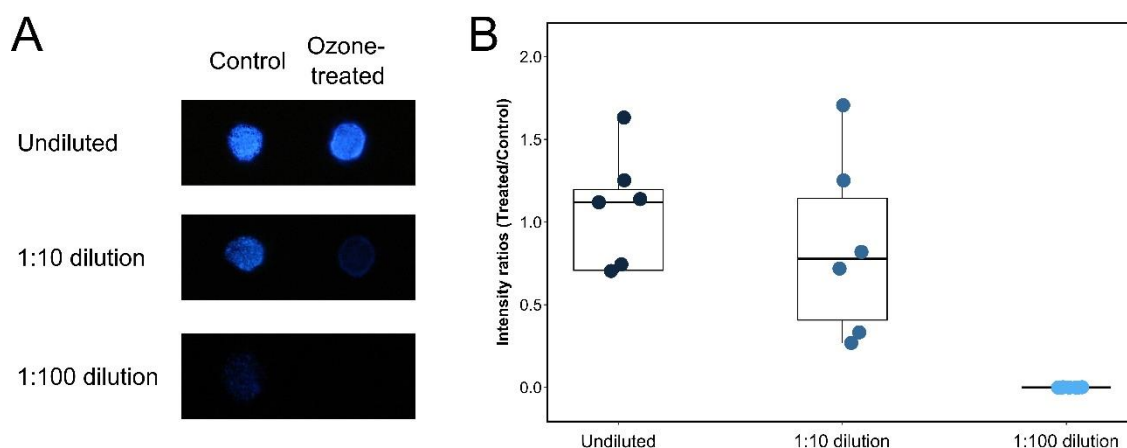 A
Control
Ozone-
treated
Undiluted
1:10 dilution
1:100 dilution
B
Intensity ratios (Treated/Control)
2.0
1.5
1.0
0.5
0.0
Undiluted
1:10 dilution
1:100 dilution